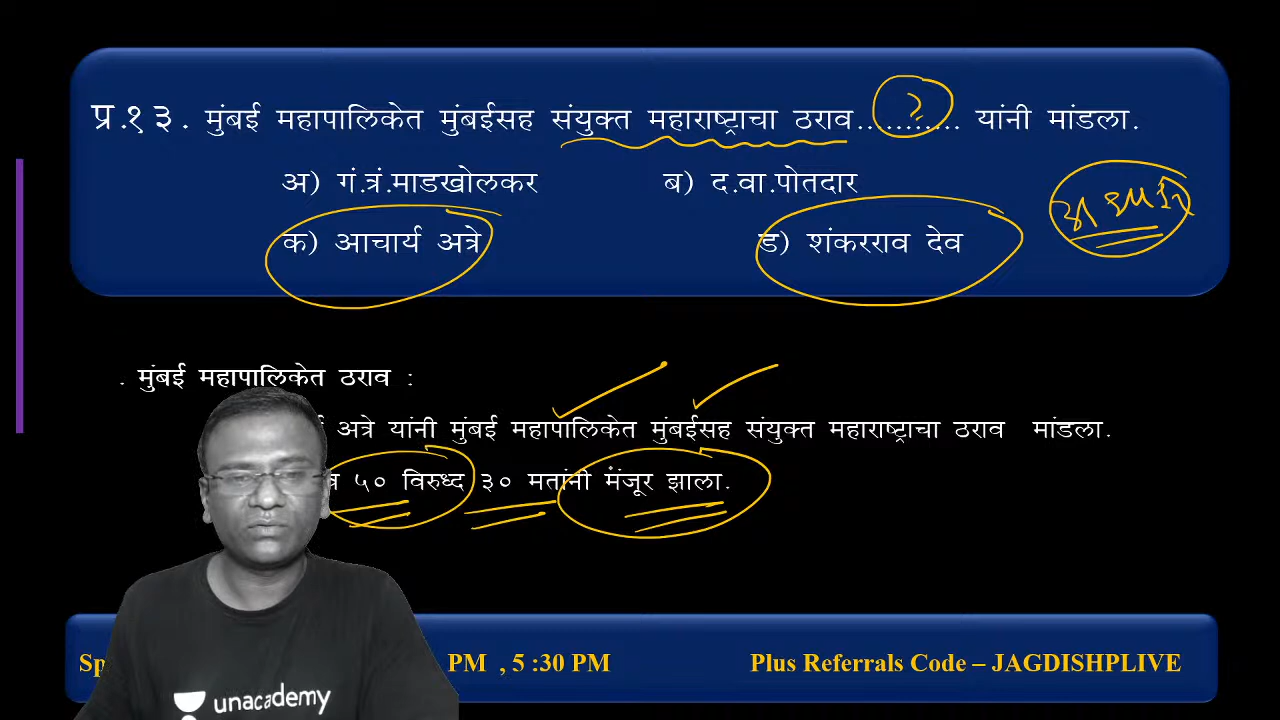 प्र.१३. मुंबई महापालिकेत मुंबईसह संयुक्त महाराष्ट्राचा ठराव............ यांनी मांडला.
?
अ) गं.त्रं.माडखोलकर ब) द.वा.पोतदार
क) आचार्य अत्रे ड) शंकरराव देव
. मुंबई महापालिकेत ठराव :
अत्रे यांनी मुंबई महापालिकेत मुंबईसह संयुक्त महाराष्ट्राचा ठराव मांडला.
५० विरुध्द ३० मतांनी मंजूर झाला.
Sp PM , 5 :30 PM Plus Referrals Code – JAGDISHPLIVE
unacademy